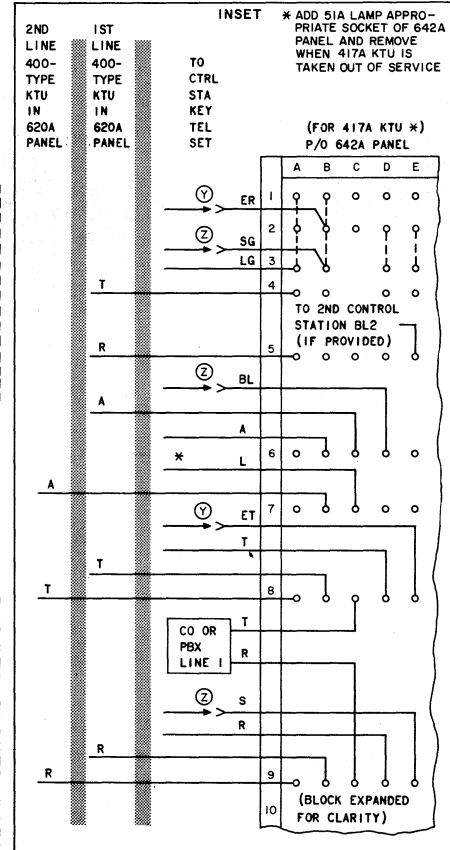 INSET
* ADD 51A LAMP APPRO-
PRIATE SOCKET OF 642A
PANEL AND REMOVE
WHEN 417A KTU IS
TAKEN OUT OF SERVICE
2ND
LINE
400-
TYPE
KTU
IN
620A
PANEL
1ST
LINE
400-
TYPE
KTU
IN
620A
PANEL
TO
CTRL
STA
KEY
TEL
SET
(FOR 417A KTU *)
P/O 642A PANEL
A B C D E
Y ER 1
2
Z SG
LG 3
T 4
TO 2ND CONTROL
STATION BL2
(IF PROVIDED)
R 5
Z BL
A
A
6
* L
A
7
Y ET
T
T
T 8
CO OR
PBX
LINE 1
T
R
Z S
R
R
R 9
(BLOCK EXPANDED
FOR CLARITY)
10